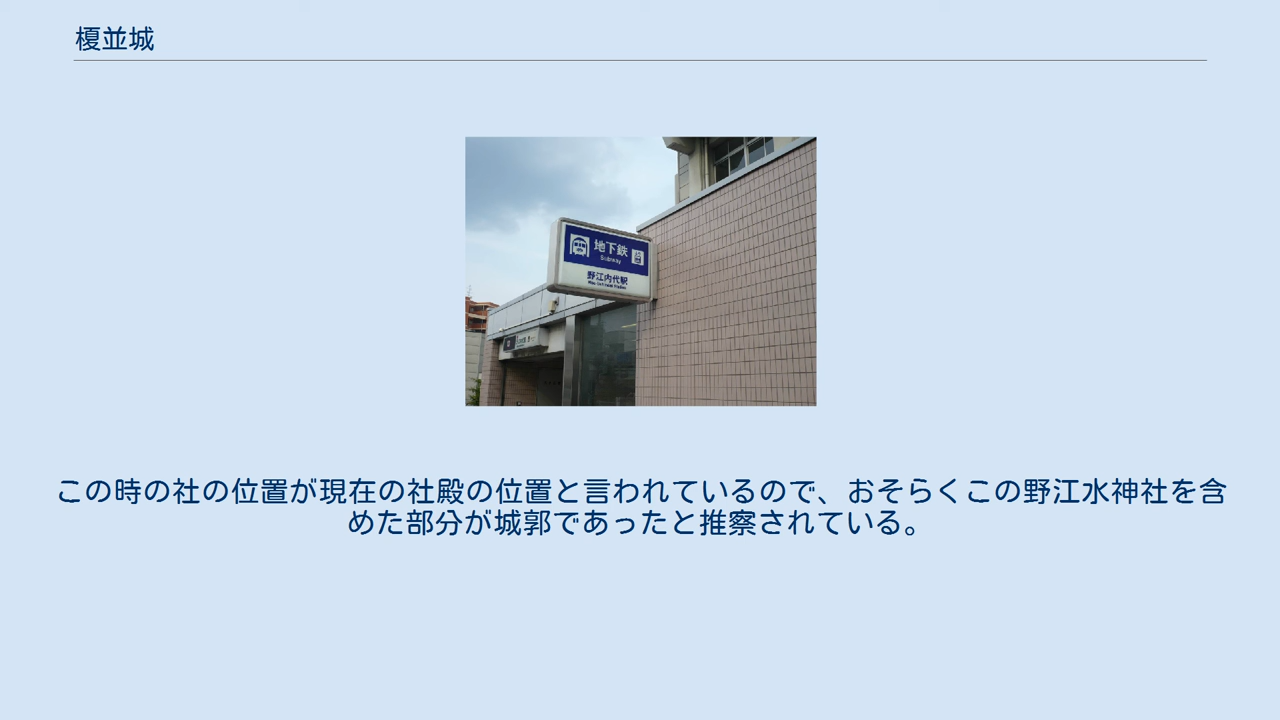 榎並城
地下鉄
Subway
野江内代駅
この時の社の位置が現在の社殿の位置と言われているので、おそらくこの野江水神社を含
めた部分が城郭であったと推察されている。